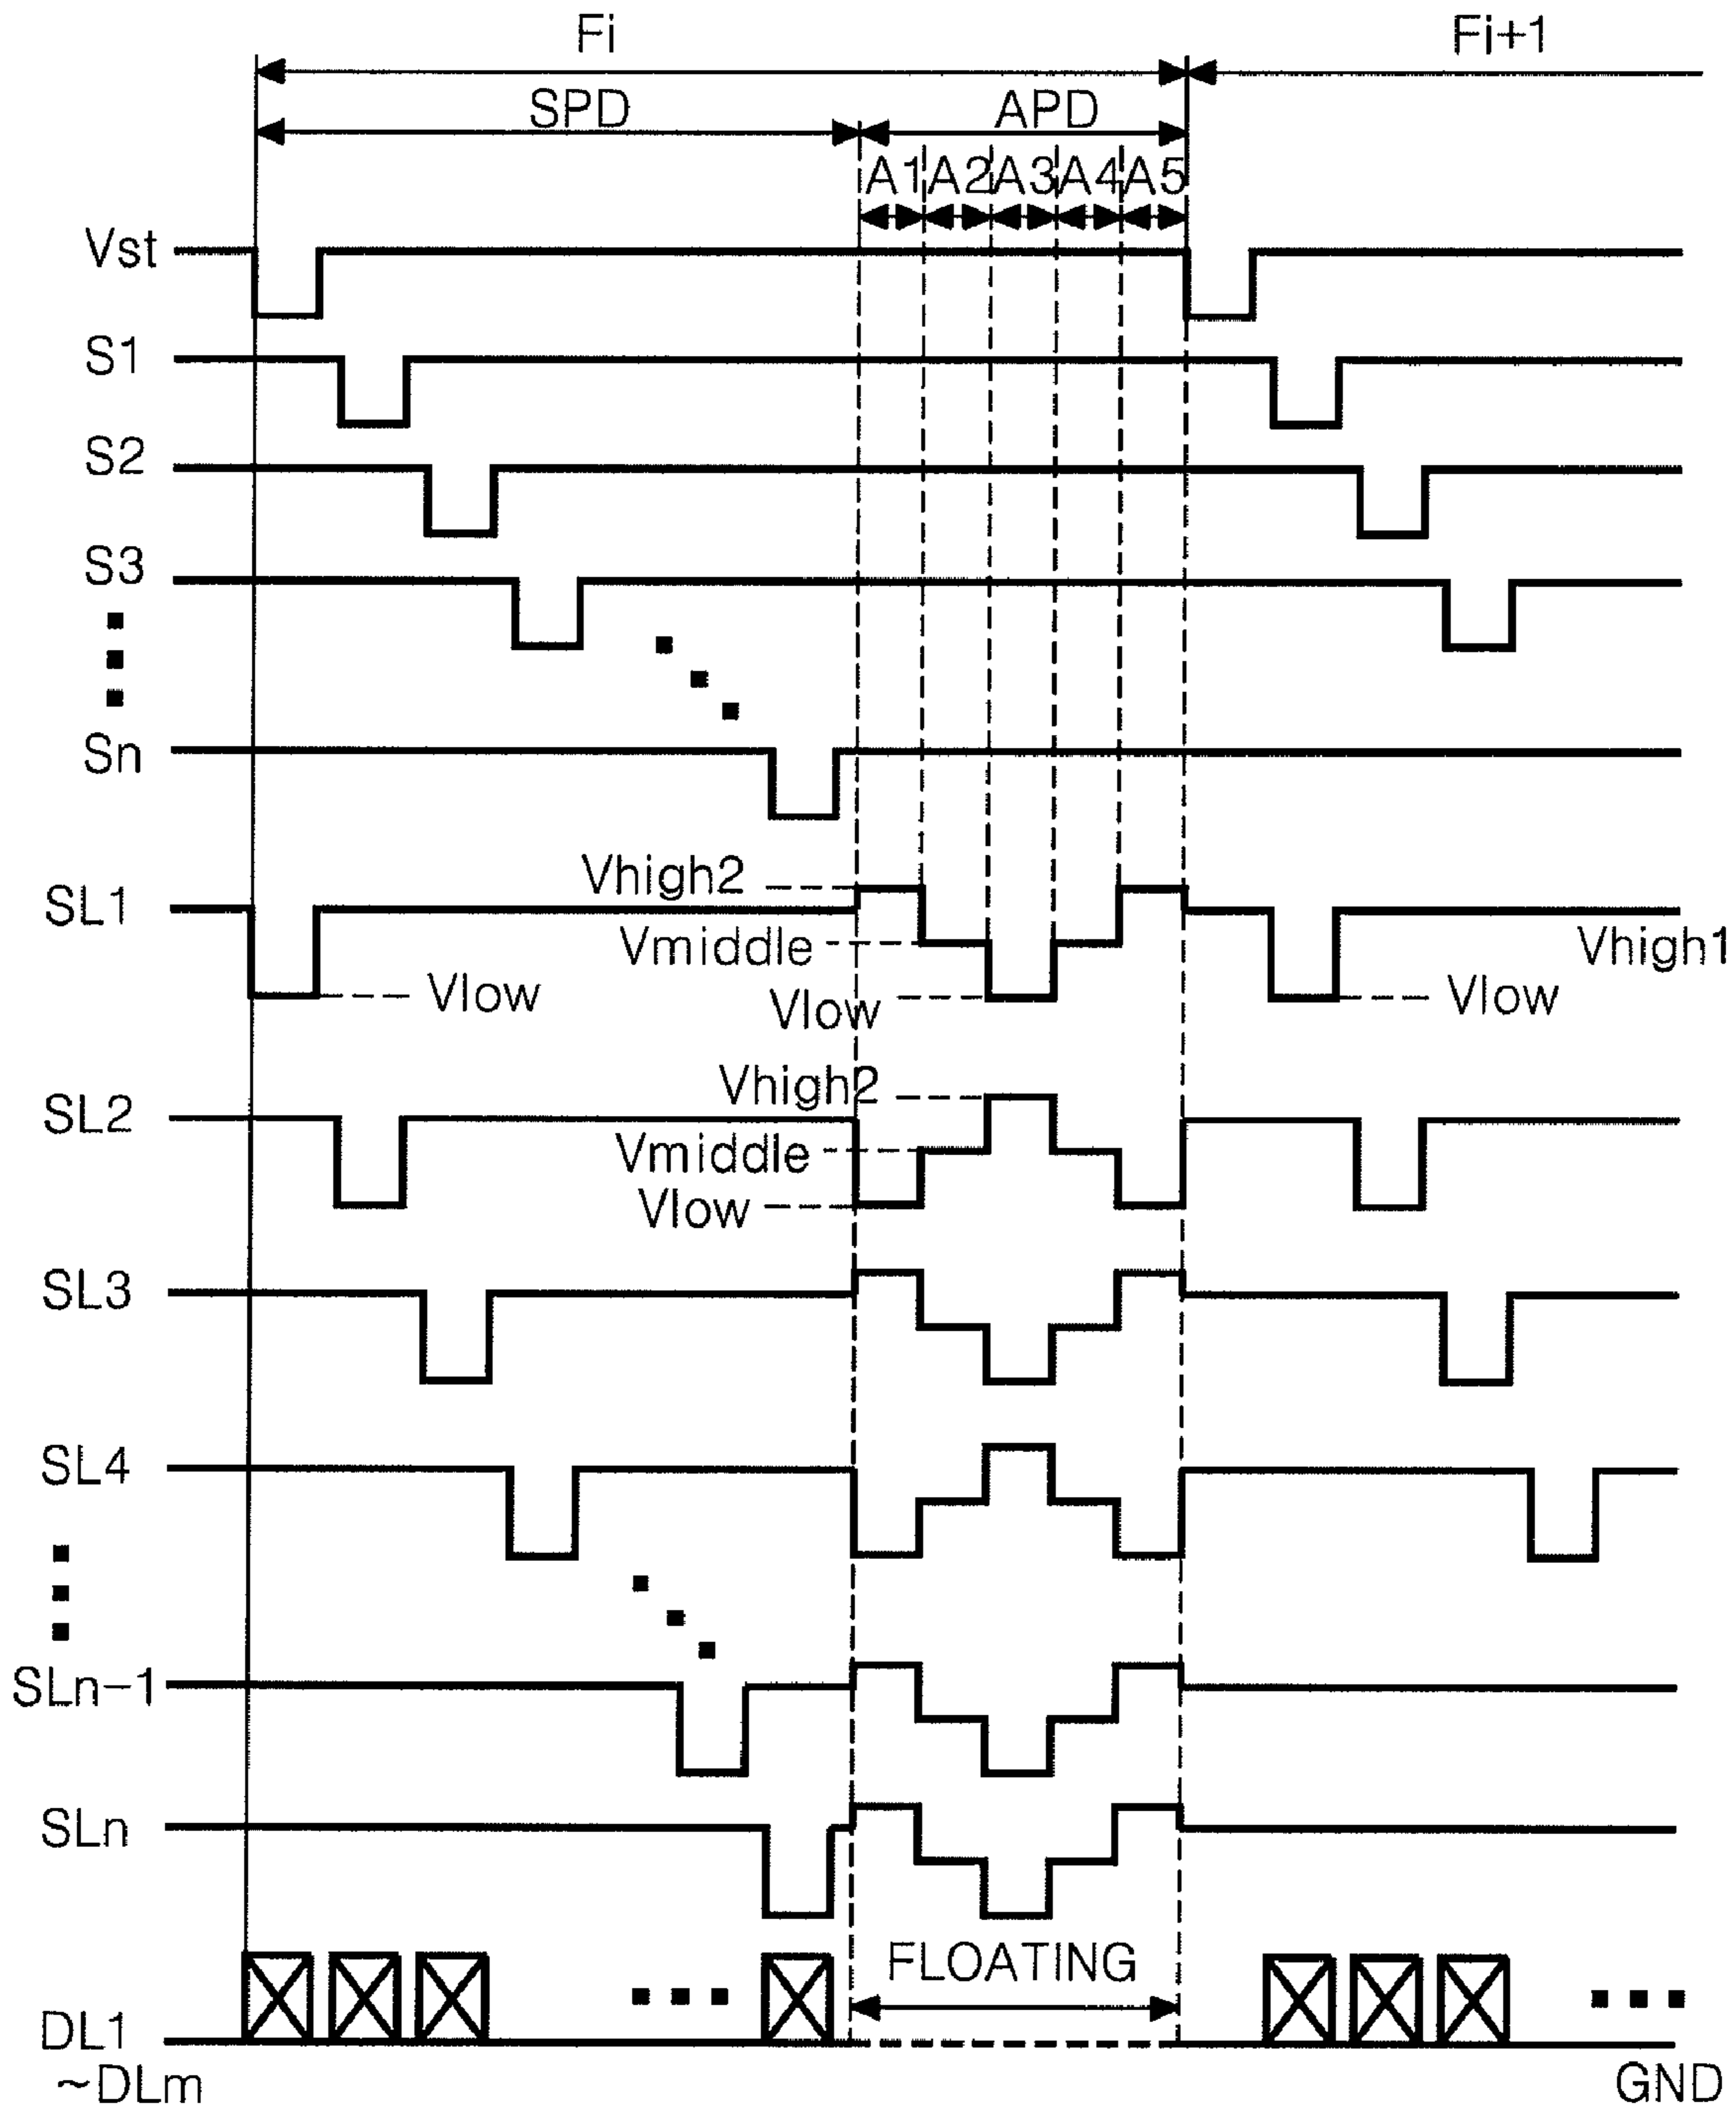 Fi Fi+1
SPD APD
A1 A2 A3 A4 A5
Vst
S1
S2
S3
Sn
Vhigh2
SL1
Vmiddle
Vhigh1
Vlow
Vlow
Vlow
Vhigh2
SL2
Vmiddle
Vlow
SL3
SL4
SLn-1
SLn
FLOATING
DL1
~DLm
GND